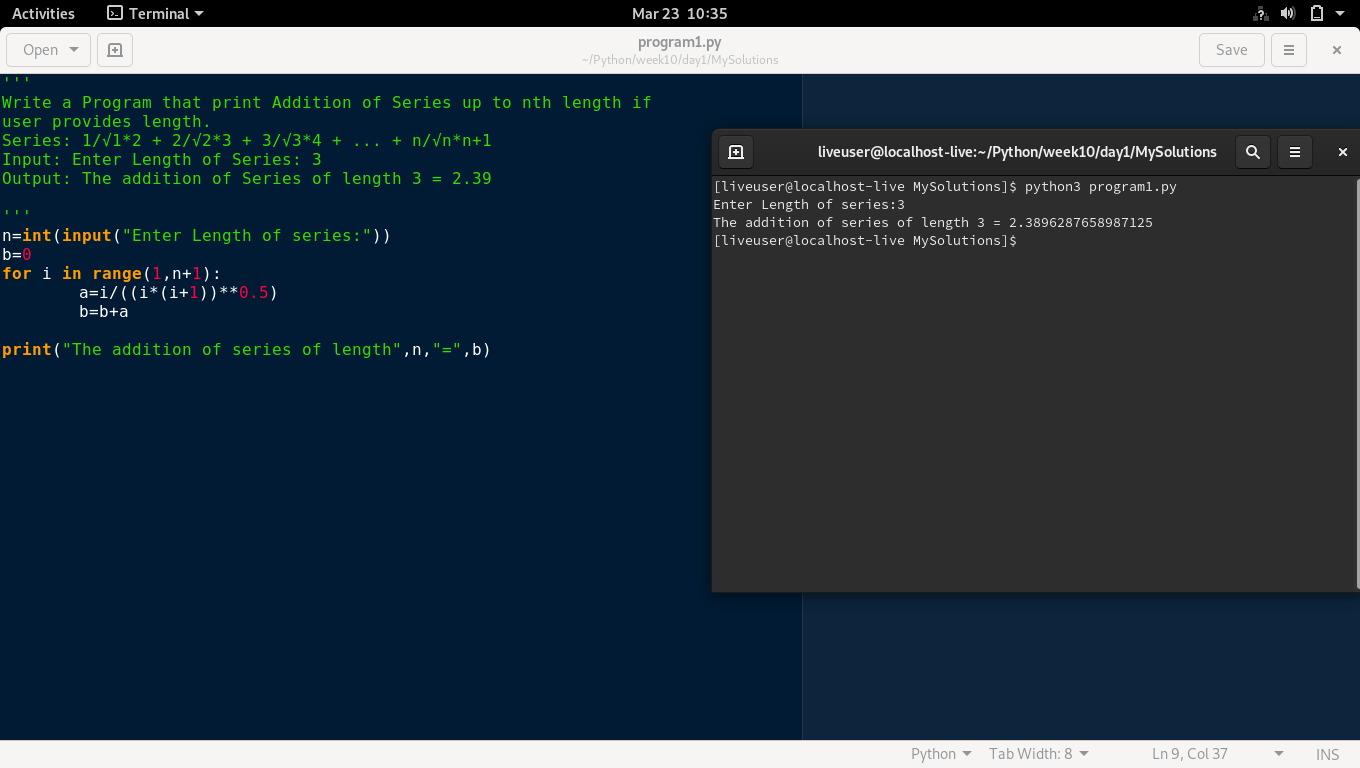 Activities Terminal Mar 23 10:35
Open program1.py Save
~/Python/week10/day1/MySolutions
'''
Write a Program that print Addition of Series up to nth length if
user provides length.
Series: 1/√1*2 + 2/√2*3 + 3/√3*4 + ... + n/√n*n+1
Input: Enter Length of Series: 3
Output: The addition of Series of length 3 = 2.39
'''
n=int(input("Enter Length of series:"))
b=0
for i in range(1,n+1):
        a=i/((i*(i+1))**0.5)
        b=b+a
print("The addition of series of length",n,"=",b)
liveuser@localhost-live:~/Python/week10/day1/MySolutions
[liveuser@localhost-live MySolutions]$ python3 program1.py
Enter Length of series:3
The addition of series of length 3 = 2.3896287658987125
[liveuser@localhost-live MySolutions]$
Python Tab Width: 8 Ln 9, Col 37 INS